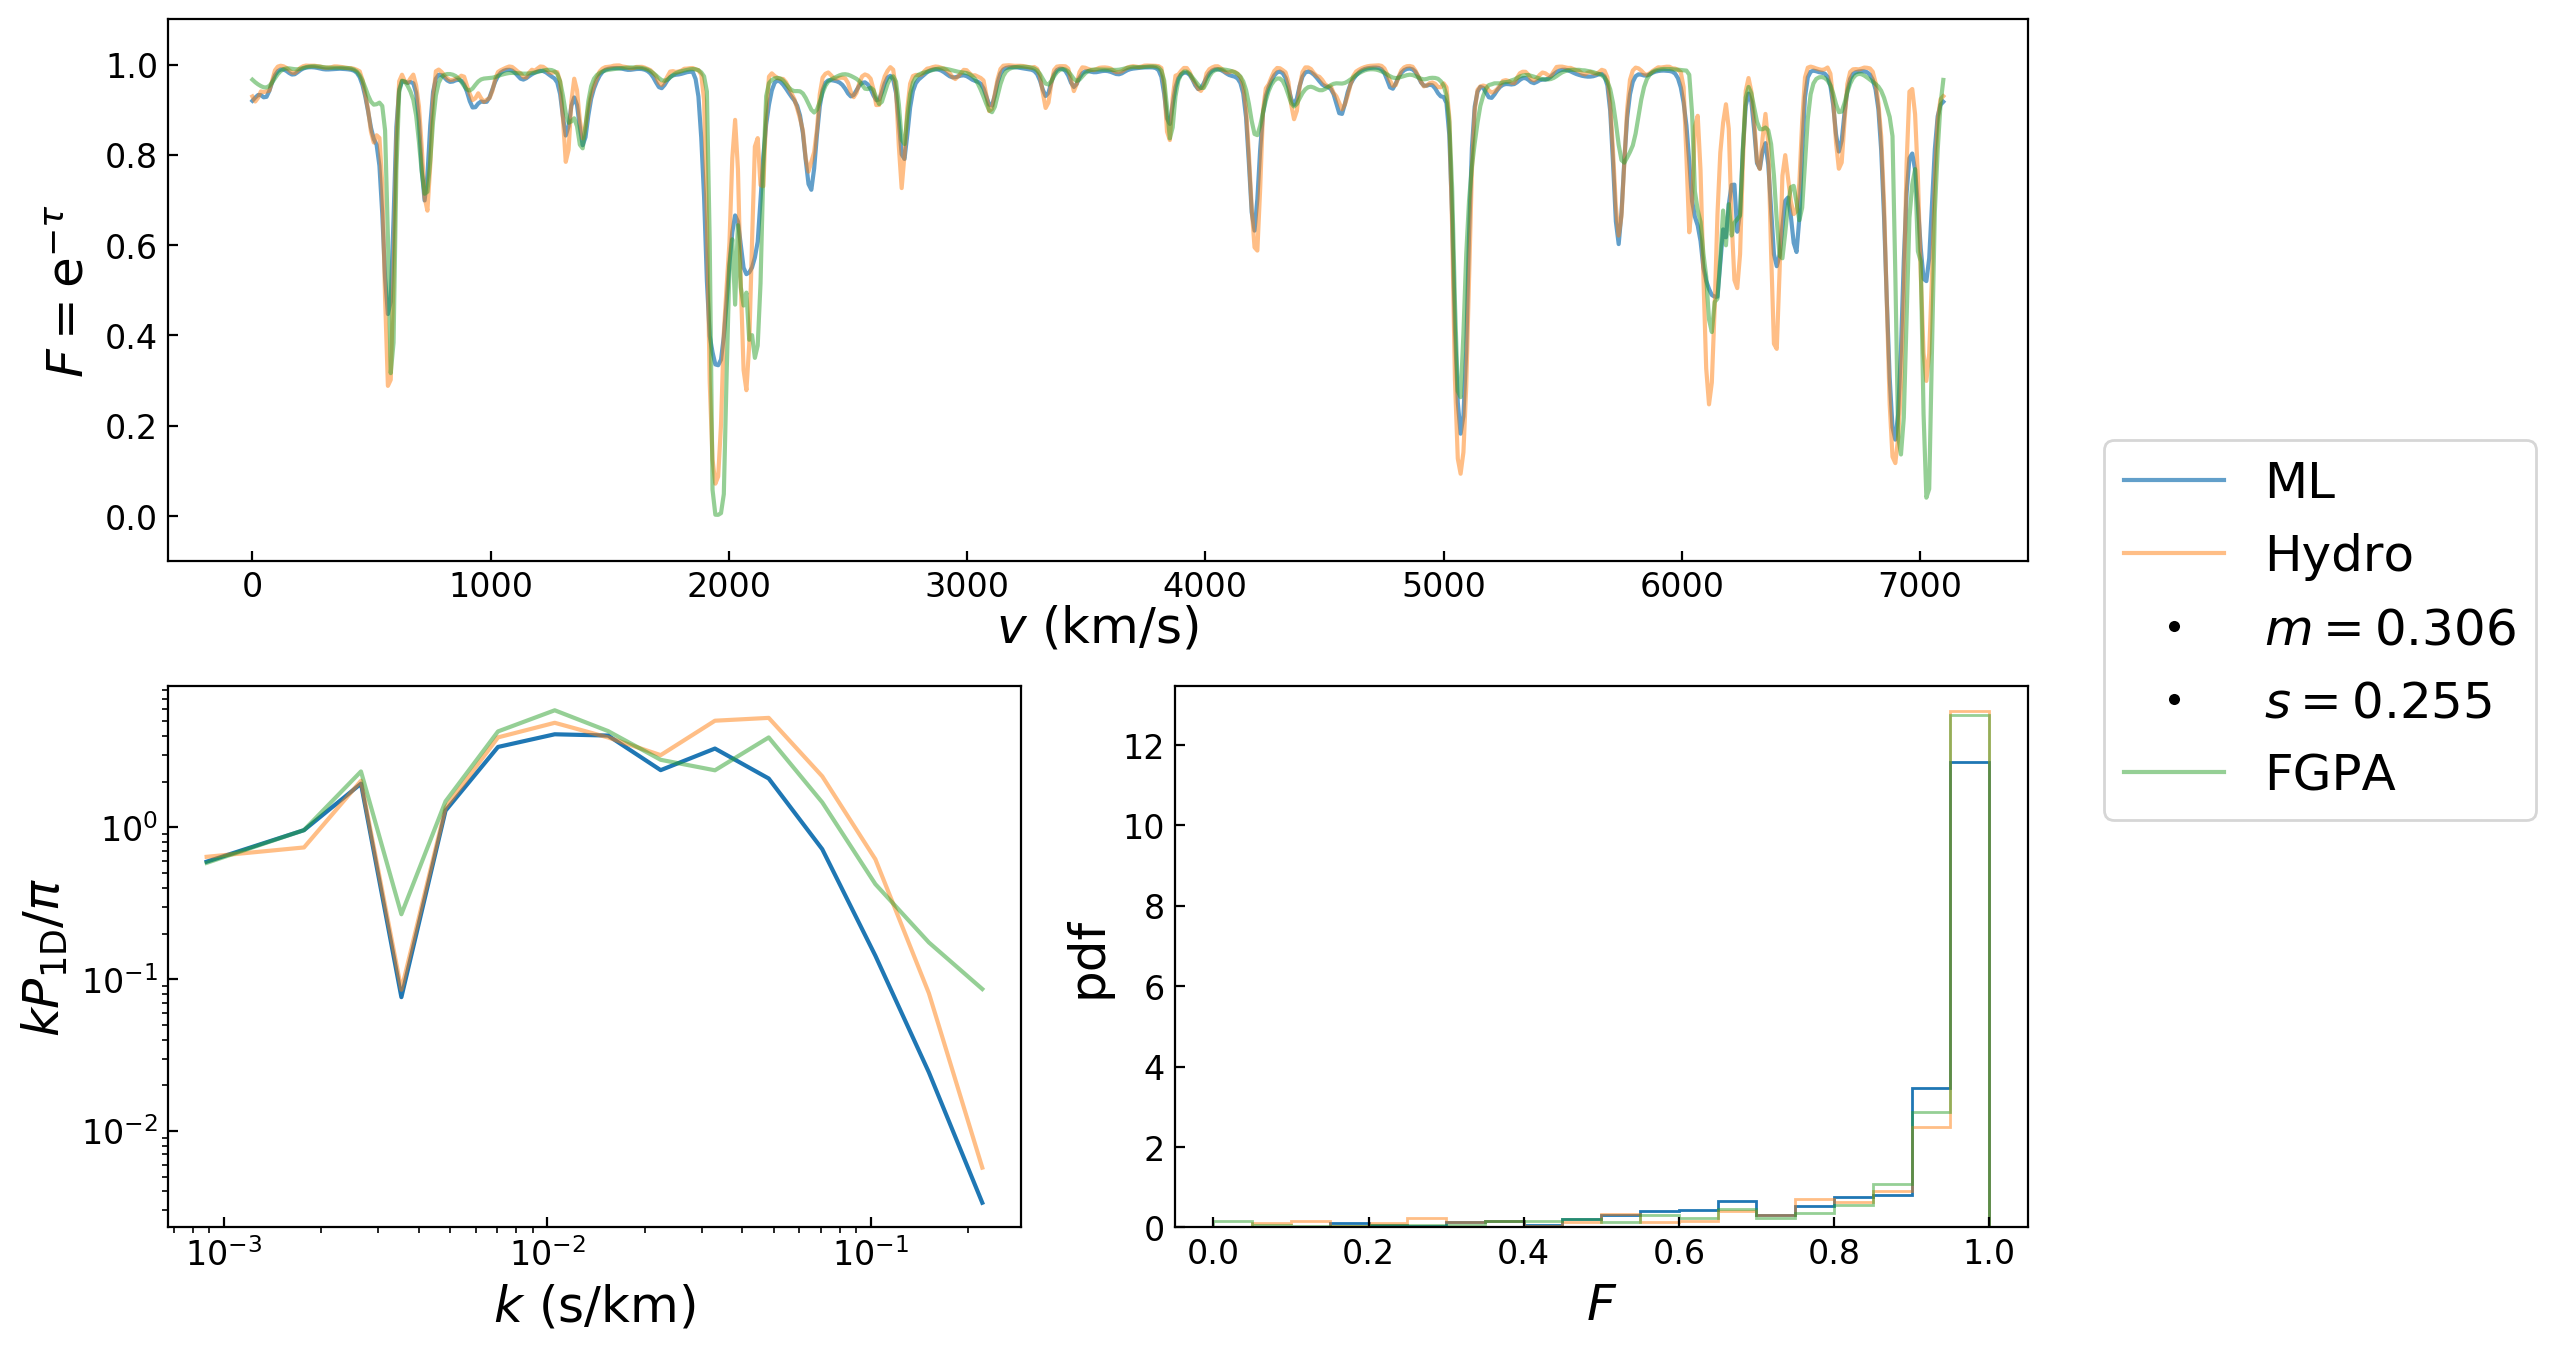 1.0
0.8
0.6
0.4
0.2
0.0
F = e^{-τ}
0 1000 2000 3000 4000 5000 6000 7000
v (km/s)
ML
Hydro
m = 0.306
s = 0.255
FGPA
10^0
10^{-1}
10^{-2}
kP_{1D}/π
10^{-3} 10^{-2} 10^{-1}
k (s/km)
12
10
8
6
4
2
0
pdf
0.0 0.2 0.4 0.6 0.8 1.0
F